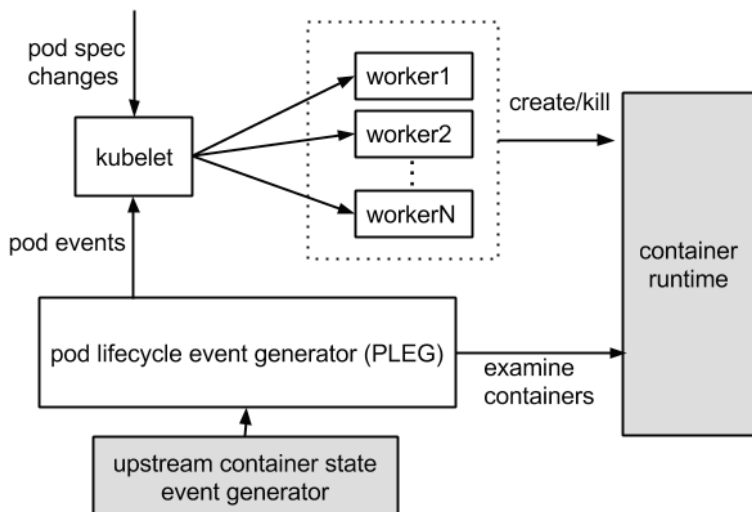 pod spec
changes
kubelet
worker1
worker2
workerN
create/kill
container
runtime
pod events
pod lifecycle event generator (PLEG)
examine
containers
upstream container state
event generator